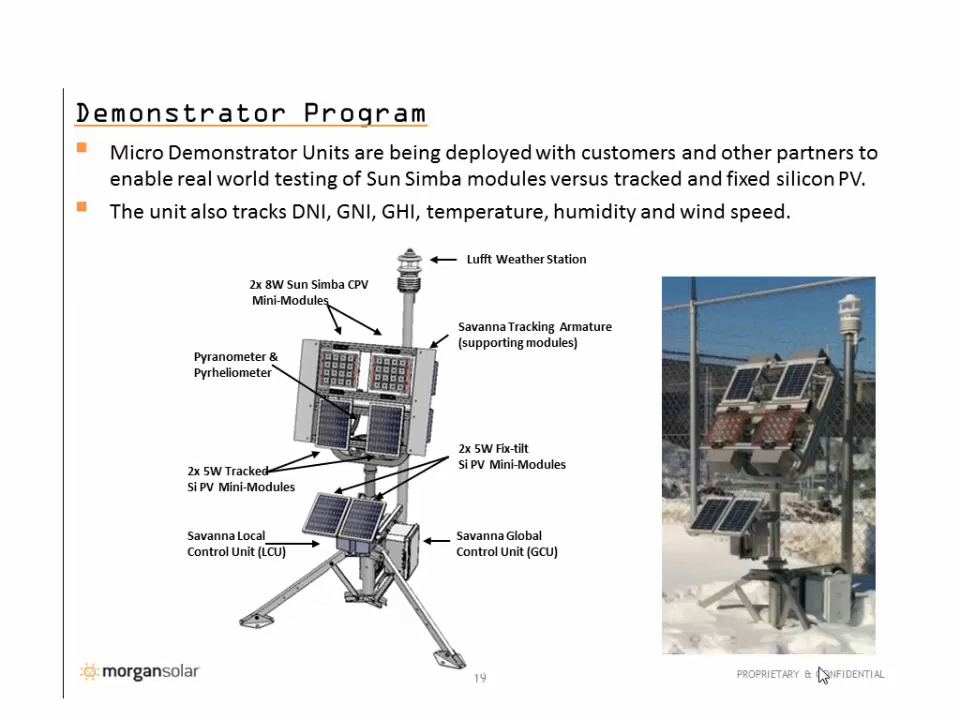 Demonstrator Program
Micro Demonstrator Units are being deployed with customers and other partners to
enable real world testing of Sun Simba modules versus tracked and fixed silicon PV.
The unit also tracks DNI, GNI, GHI, temperature, humidity and wind speed.
Lufft Weather Station
2x 8W Sun Simba CPV
Mini-Modules
Savanna Tracking Armature
(supporting modules)
Pyranometer &
Pyrheliometer
2x 5W Fix-tilt
Si PV Mini-Modules
2x 5W Tracked
Si PV Mini-Modules
Savanna Local
Control Unit (LCU)
Savanna Global
Control Unit (GCU)
morgansolar
19
PROPRIETARY & CONFIDENTIAL